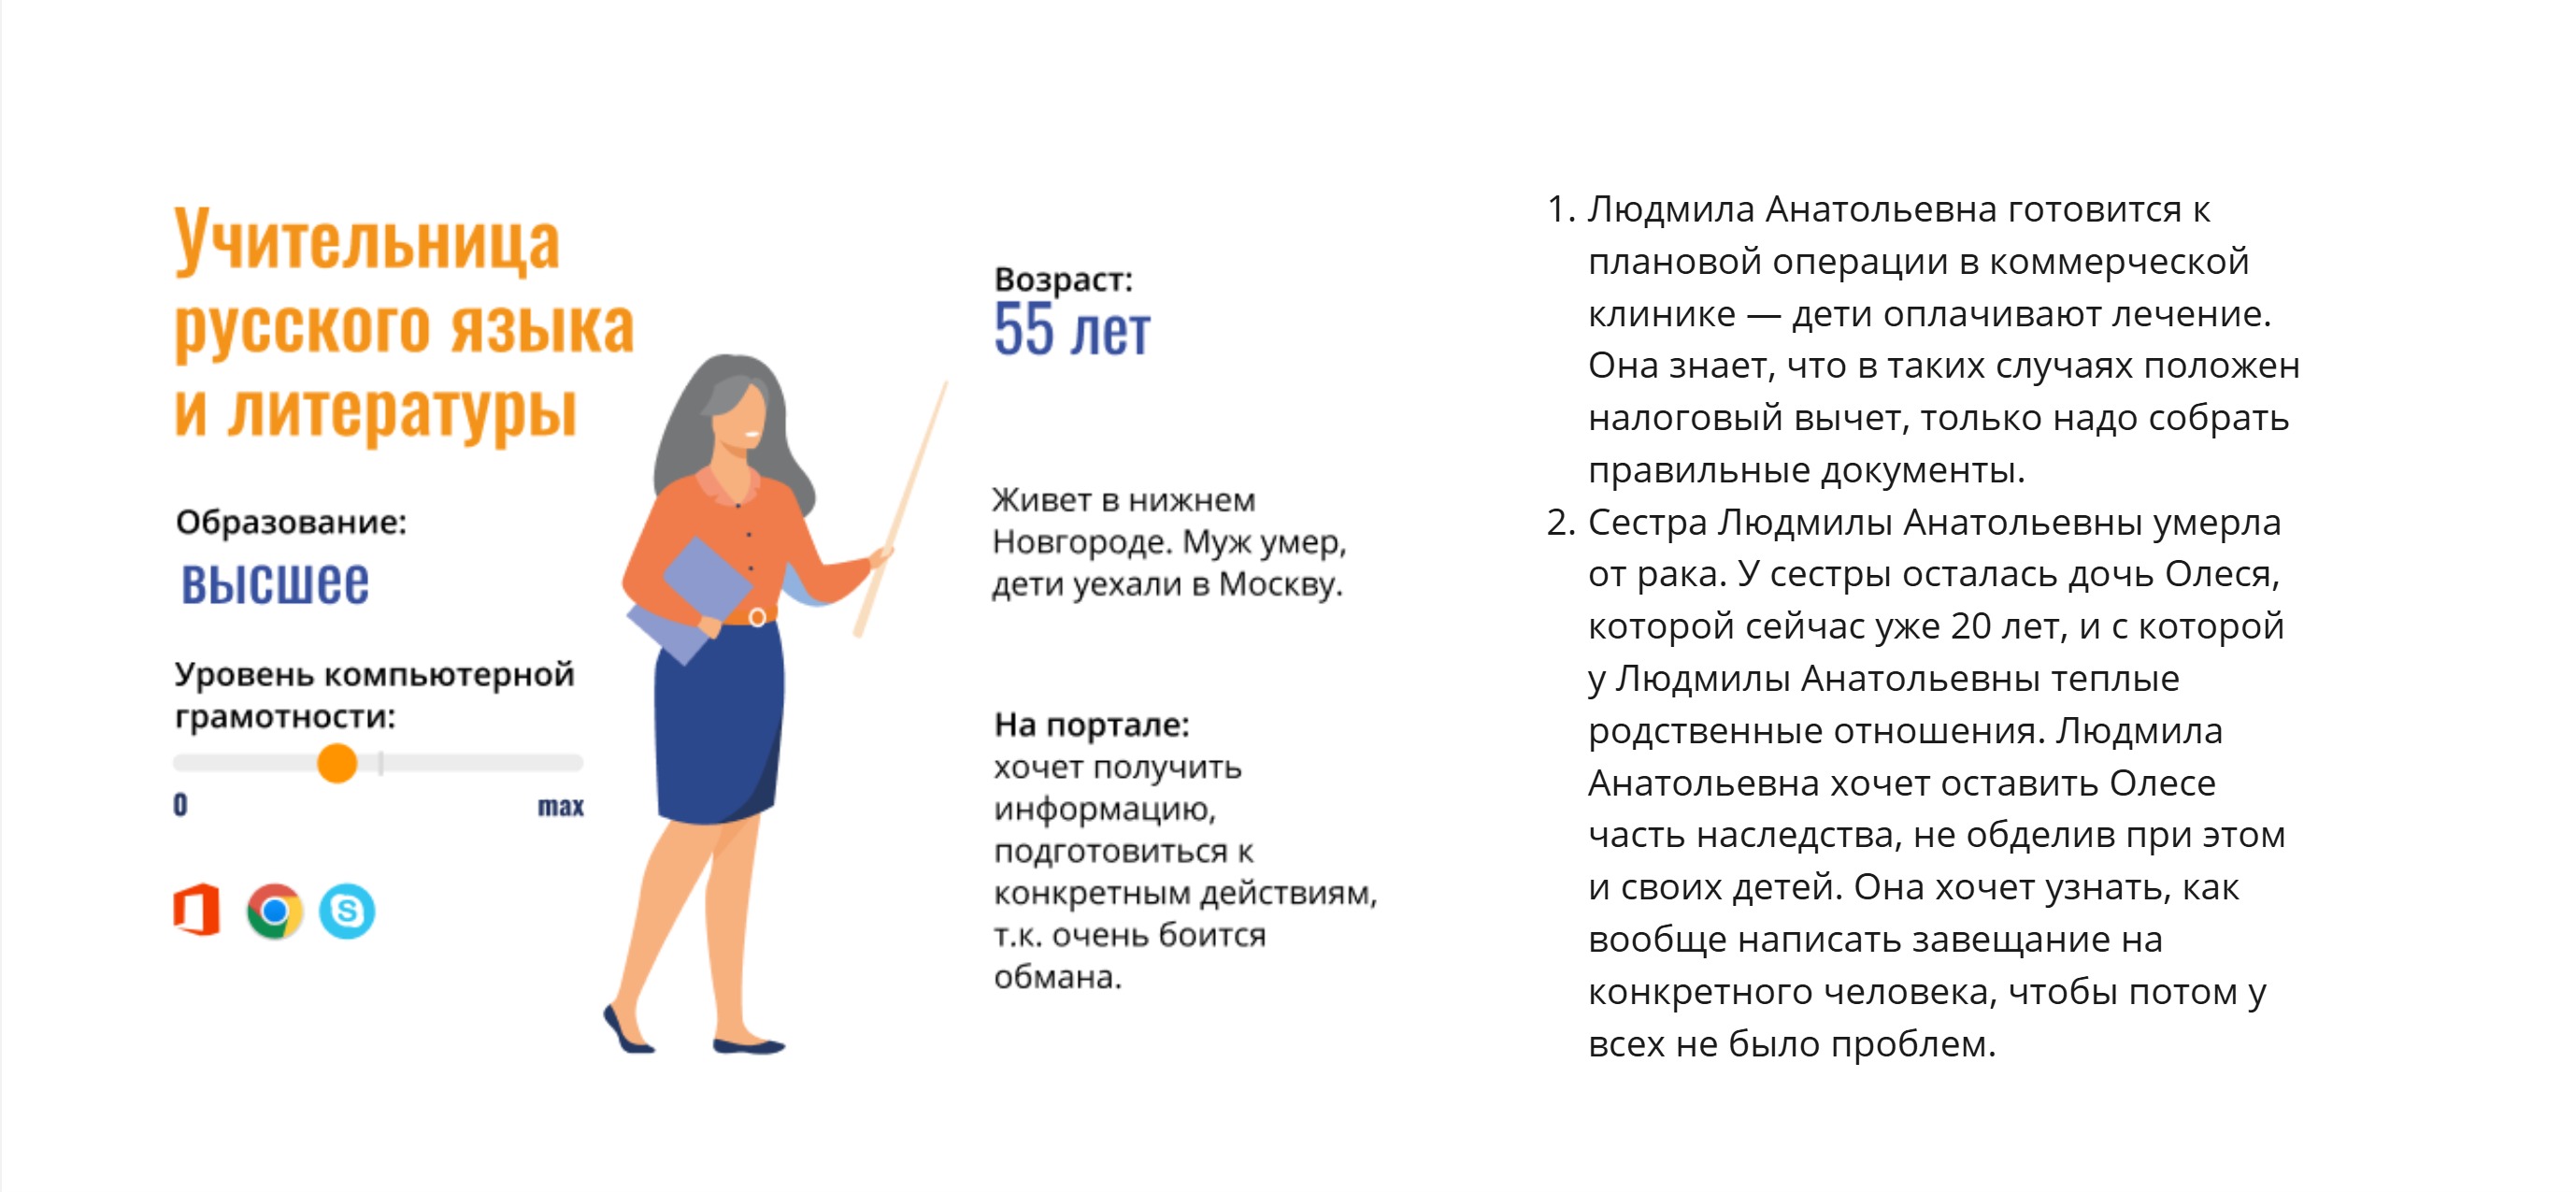 Учительница
русского языка
и литературы
Образование:
высшее
Уровень компьютерной
грамотности:
0 max
Возраст:
55 лет
Живет в нижнем
Новгороде. Муж умер,
дети уехали в Москву.
На портале:
хочет получить
информацию,
подготовиться к
конкретным действиям,
т.к. очень боится
обмана.
1. Людмила Анатольевна готовится к
плановой операции в коммерческой
клинике — дети оплачивают лечение.
Она знает, что в таких случаях положен
налоговый вычет, только надо собрать
правильные документы.
2. Сестра Людмилы Анатольевны умерла
от рака. У сестры осталась дочь Олеся,
которой сейчас уже 20 лет, и с которой
у Людмилы Анатольевны теплые
родственные отношения. Людмила
Анатольевна хочет оставить Олесе
часть наследства, не обделив при этом
и своих детей. Она хочет узнать, как
вообще написать завещание на
конкретного человека, чтобы потом у
всех не было проблем.